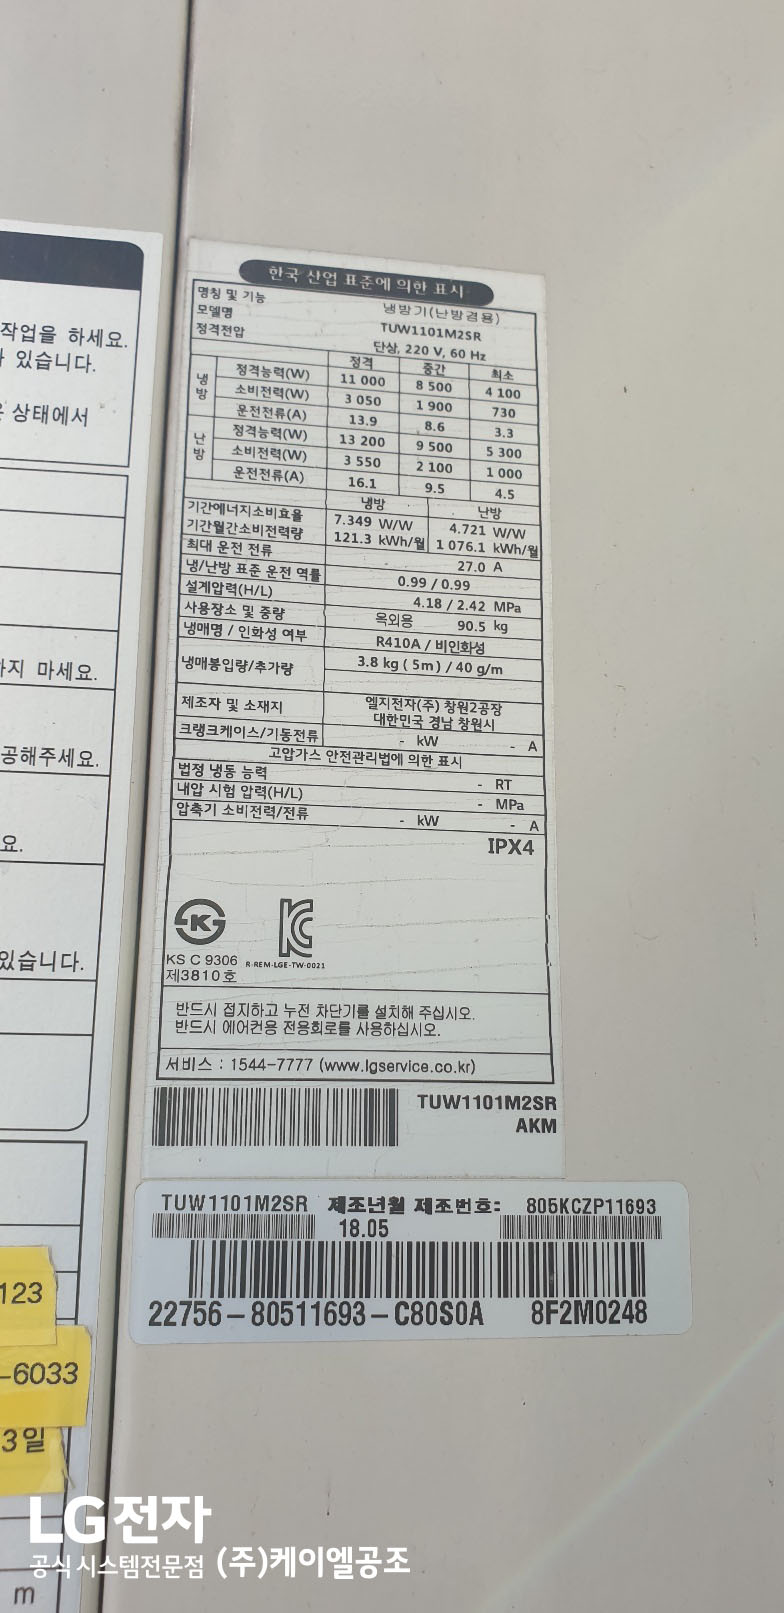 작업을 하세요.
있습니다.
상태에서
하지 마세요.
공해주세요.
요.
있습니다.
123
-6033
3일
m
한국 산업 표준에 의한 표시
명칭 및 기능 냉방기(난방겸용)
모델명 TUW1101M2SR
정격전압 단상, 220 V, 60 Hz
정격 중간 최소
냉방 정격능력(W) 11 000 8 500 4 100
소비전력(W) 3 050 1 900 730
운전전류(A) 13.9 8.6 3.3
난방 정격능력(W) 13 200 9 500 5 300
소비전력(W) 3 550 2 100 1 000
운전전류(A) 16.1 9.5 4.5
냉방 난방
기간에너지소비효율 7.349 W/W 4.721 W/W
기간월간소비전력량 121.3 kWh/월 1 076.1 kWh/월
최대 운전 전류 27.0 A
냉/난방 표준 운전 역률 0.99 / 0.99
설계압력(H/L) 4.18 / 2.42 MPa
사용장소 및 중량 옥외용 90.5 kg
냉매명 / 인화성 여부 R410A / 비인화성
냉매봉입량/추가량 3.8 kg ( 5m ) / 40 g/m
제조자 및 소재지 엘지전자(주) 창원2공장
대한민국 경남 창원시
크랭크케이스/기동전류 - kW - A
고압가스 안전관리법에 의한 표시
법정 냉동 능력 - RT
내압 시험 압력(H/L) - MPa
압축기 소비전력/전류 - kW - A
IPX4
KS C 9306
제3810호
R-REM-LGE-TW-0021
반드시 접지하고 누전 차단기를 설치해 주십시오.
반드시 에어컨용 전용회로를 사용하십시오.
서비스 : 1544-7777 (www.lgservice.co.kr)
TUW1101M2SR
AKM
TUW1101M2SR 제조년월 제조번호: 805KCZP11693
18.05
22756-80511693-C80S0A 8F2M0248
LG전자
공식 시스템전문점 (주)케이엘공조